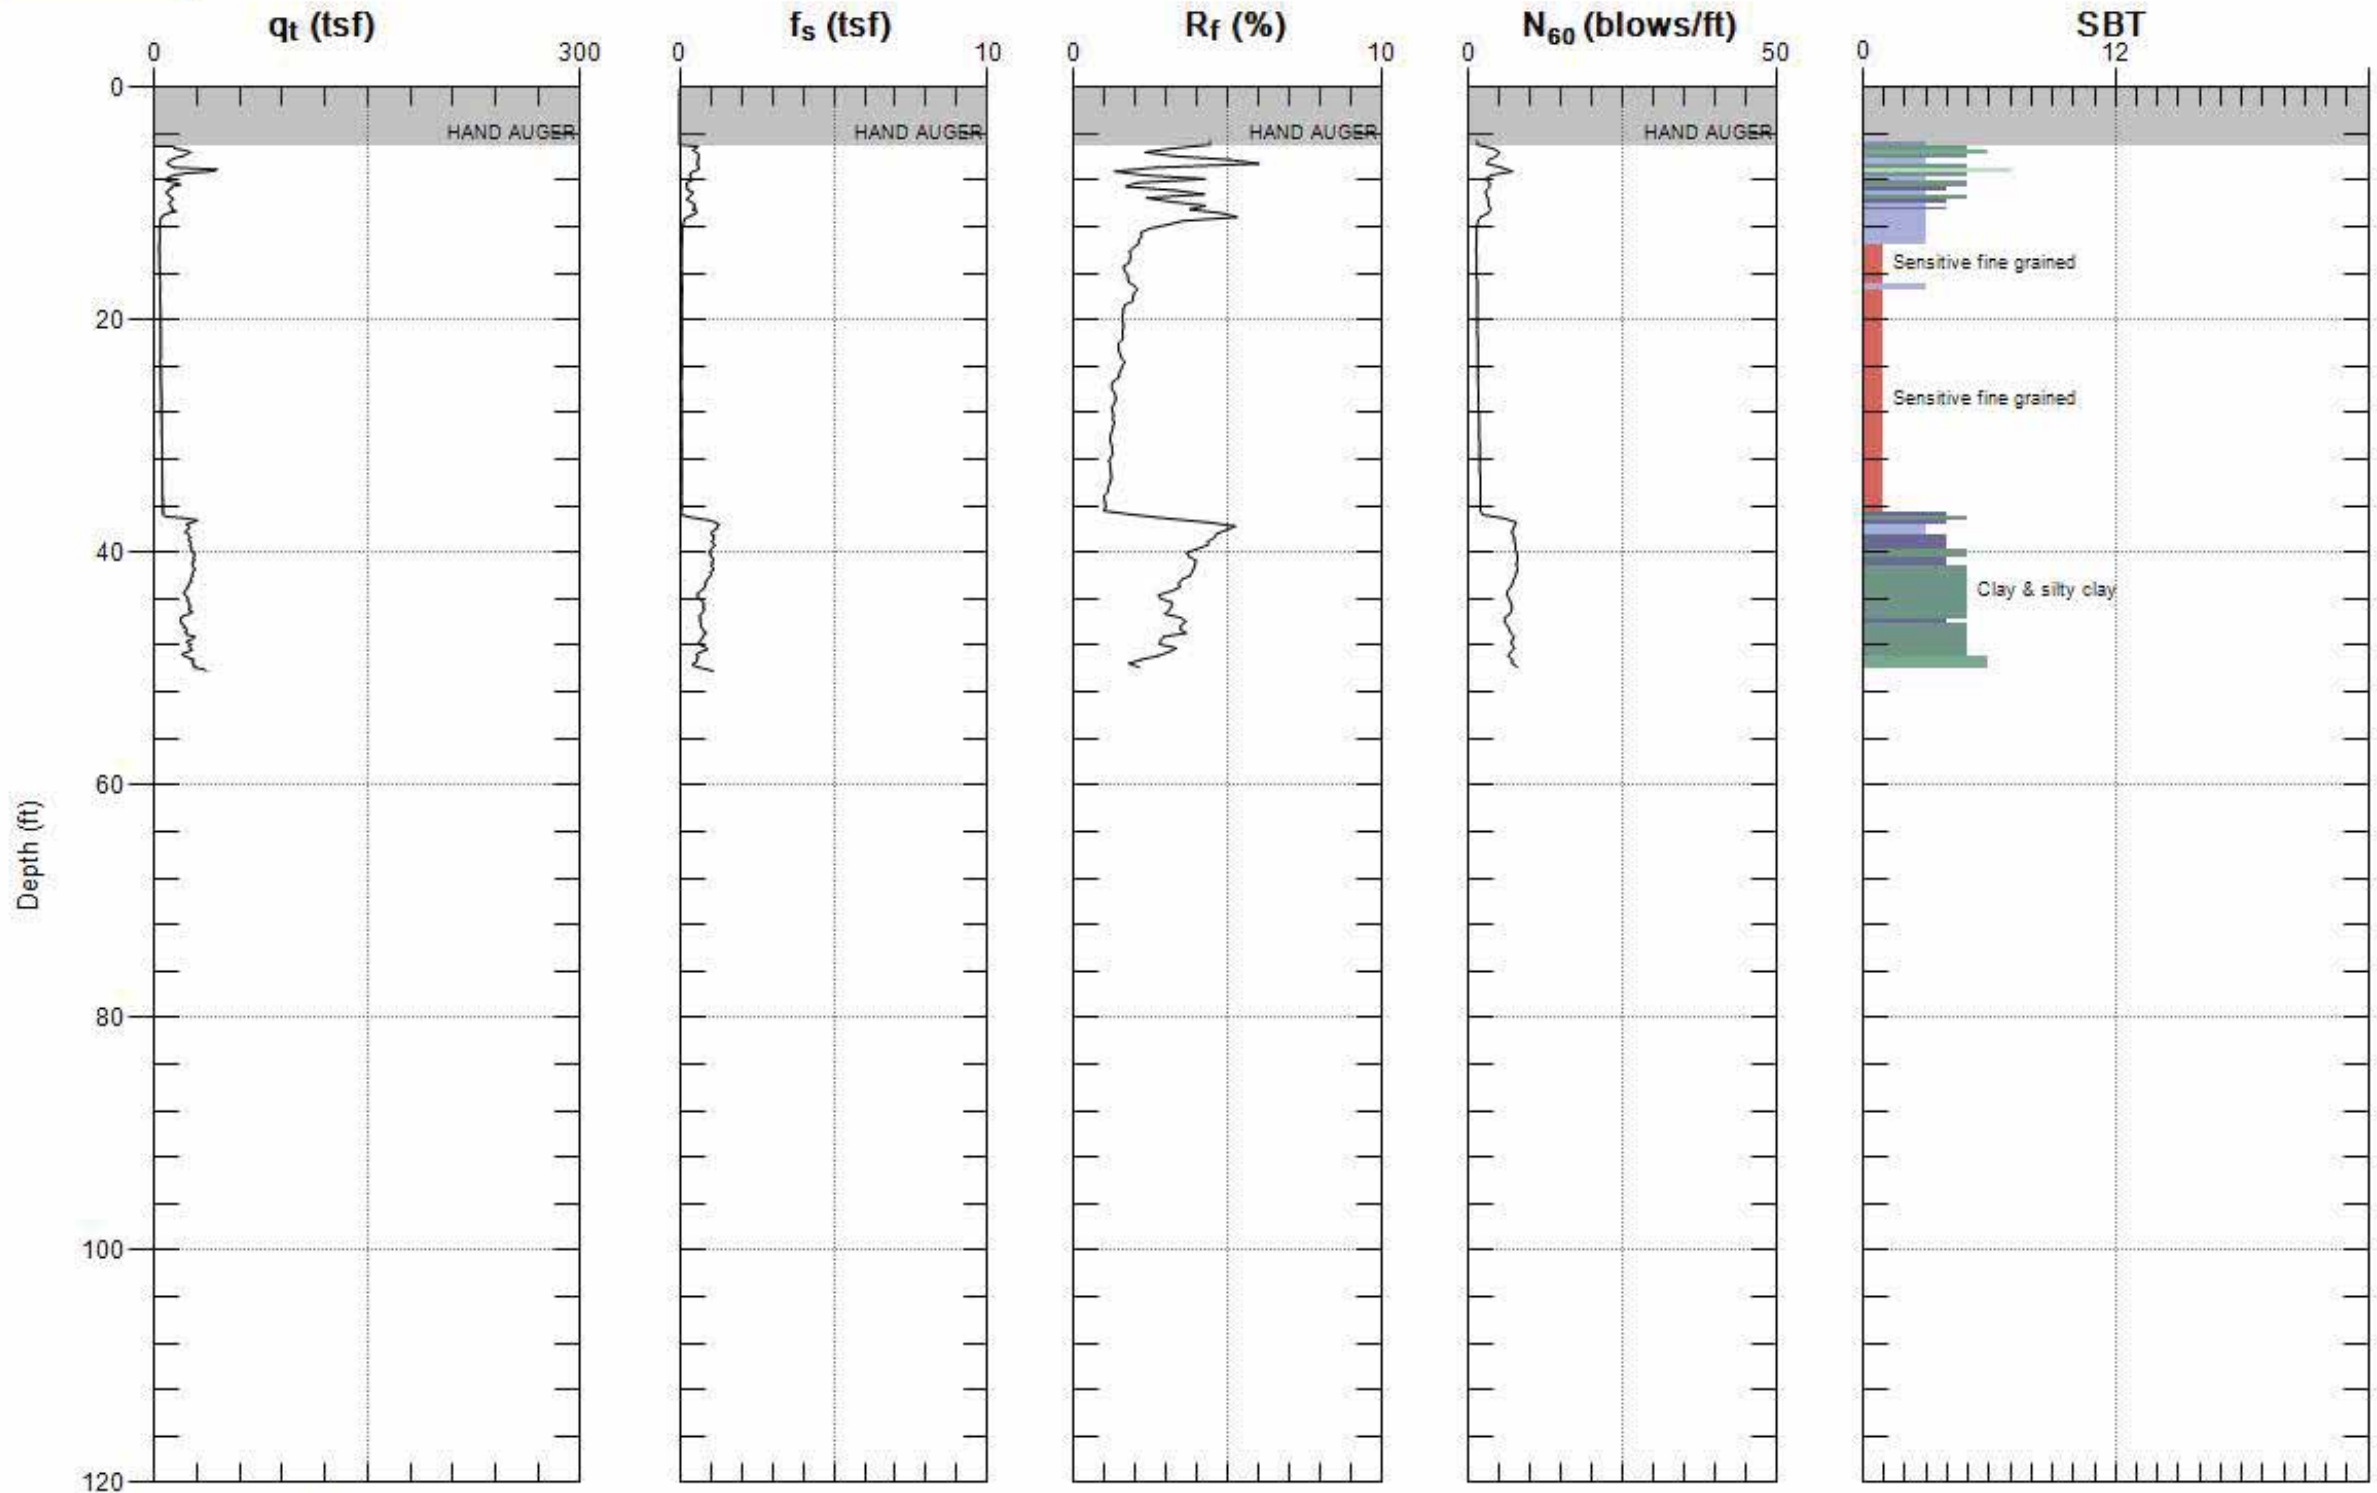 qt (tsf) fs (tsf) Rf (%) N60 (blows/ft) SBT
0 300 0 10 0 10 0 50 0 12
0
HAND AUGER HAND AUGER HAND AUGER HAND AUGER
Sensitive fine grained
20
Sensitive fine grained
40
Clay & silty clay
60
Depth (ft)
80
100
120